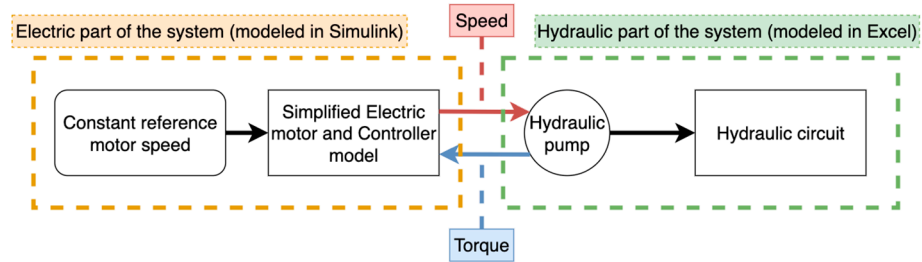 Speed
Electric part of the system (modeled in Simulink)
Hydraulic part of the system (modeled in Excel)
Constant reference
motor speed
Simplified Electric
motor and Controller
model
Hydraulic
pump
Hydraulic circuit
Torque